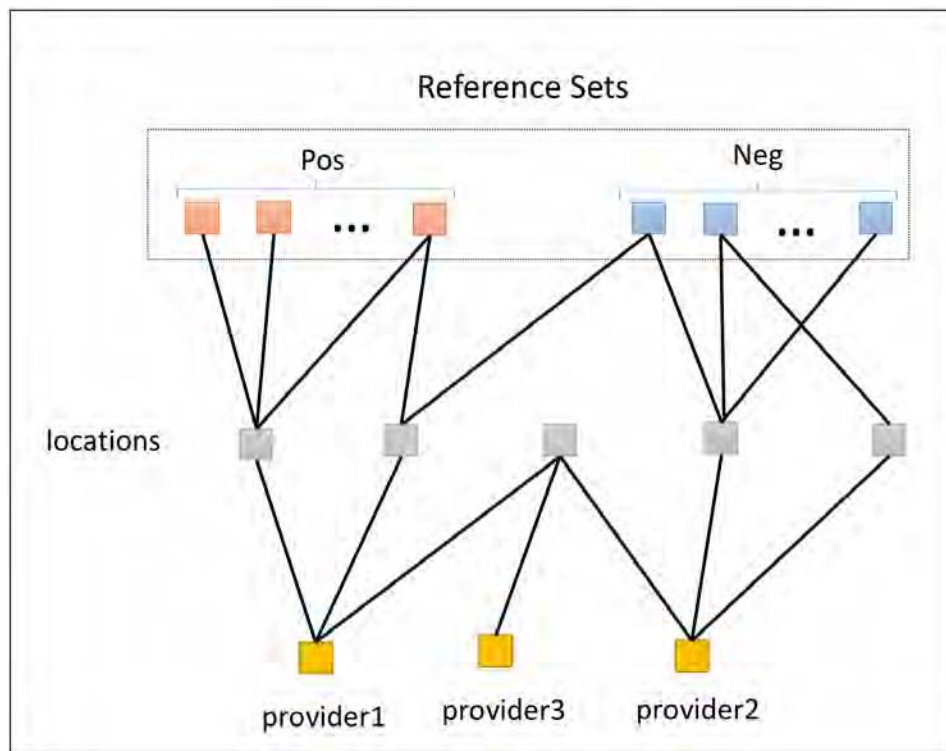 Reference Sets
Pos
Neg
...
...
locations
provider1
provider3
provider2